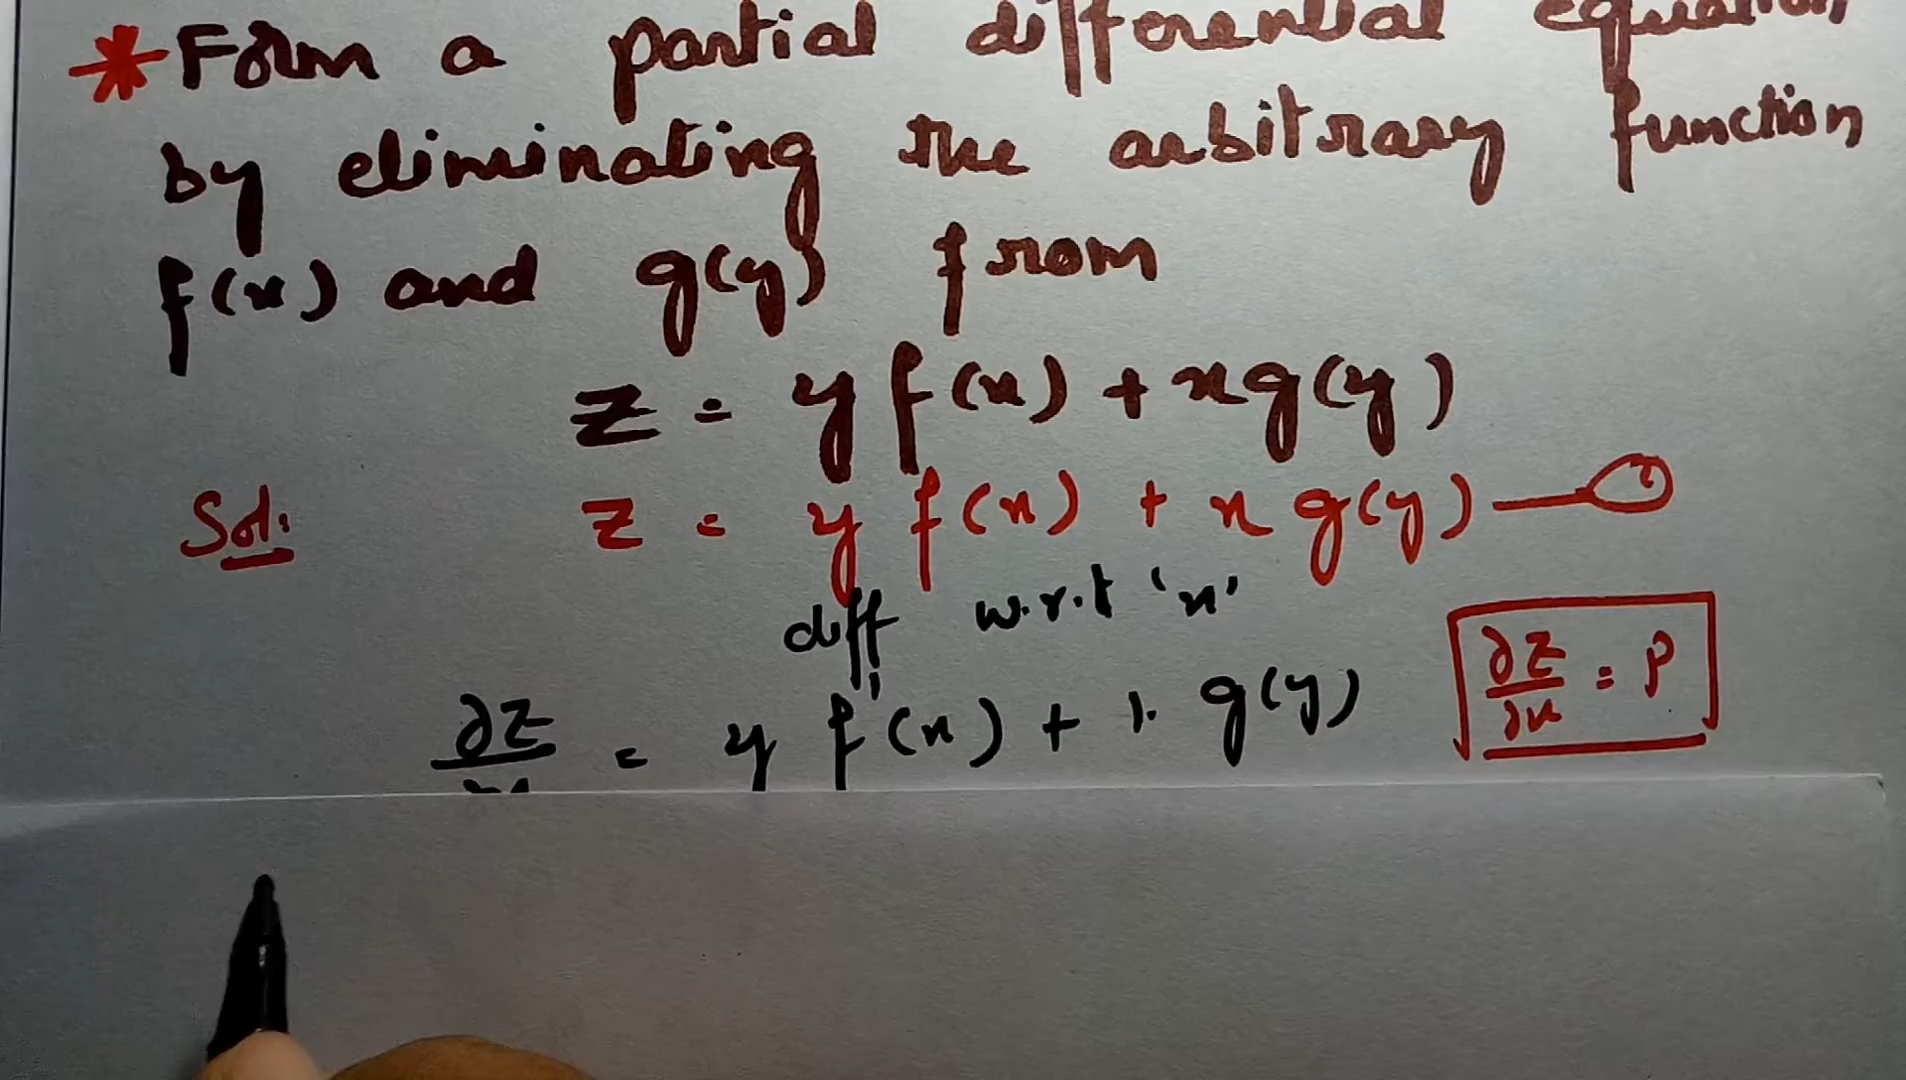 * Form a partial differential equation
by eliminating the arbitrary function
f(x) and g(y) from
Z = y f(x) + x g(y)
Sol: Z = y f(x) + x g(y) — 1
diff w.r.t 'x'
∂Z/∂x = y f'(x) + 1. g(y)
∂Z/∂x = P